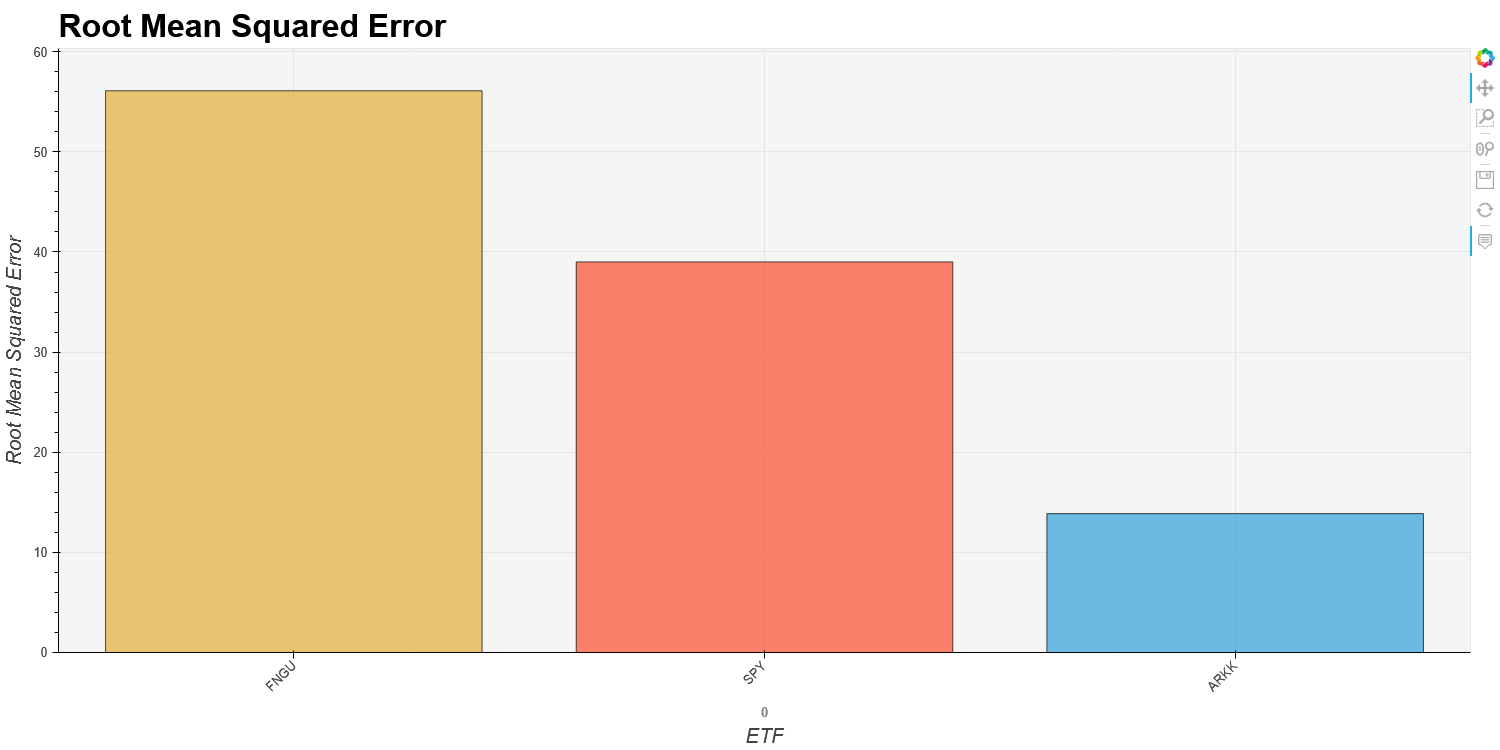 Root Mean Squared Error
60
50
40
30
20
10
0
Root Mean Squared Error
FNGU
SPY
ARKK
0
ETF